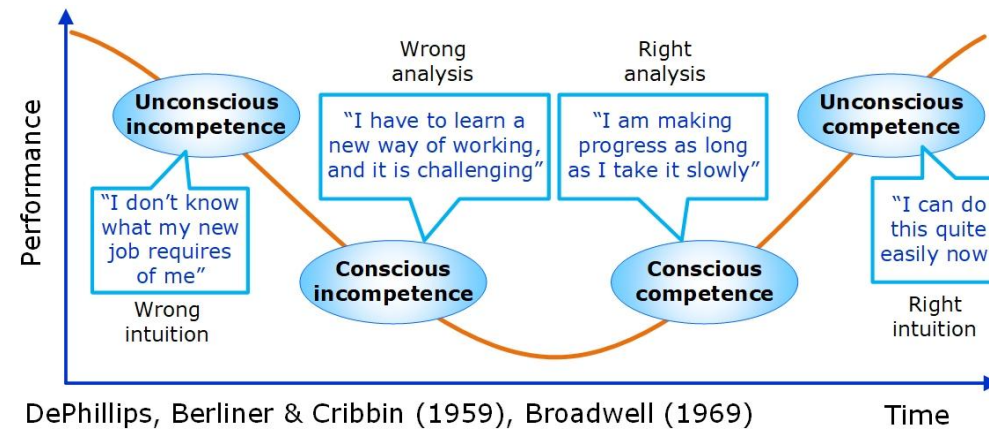 Wrong
analysis
Right
analysis
Unconscious
incompetence
“I have to learn a
new way of working,
and it is challenging”
“I am making
progress as long
as I take it slowly”
Unconscious
competence
Performance
“I don’t know
what my new
job requires
of me”
Wrong
intuition
Conscious
incompetence
Conscious
competence
“I can do
this quite
easily now
Right
intuition
DePhillips, Berliner & Cribbin (1959), Broadwell (1969)
Time